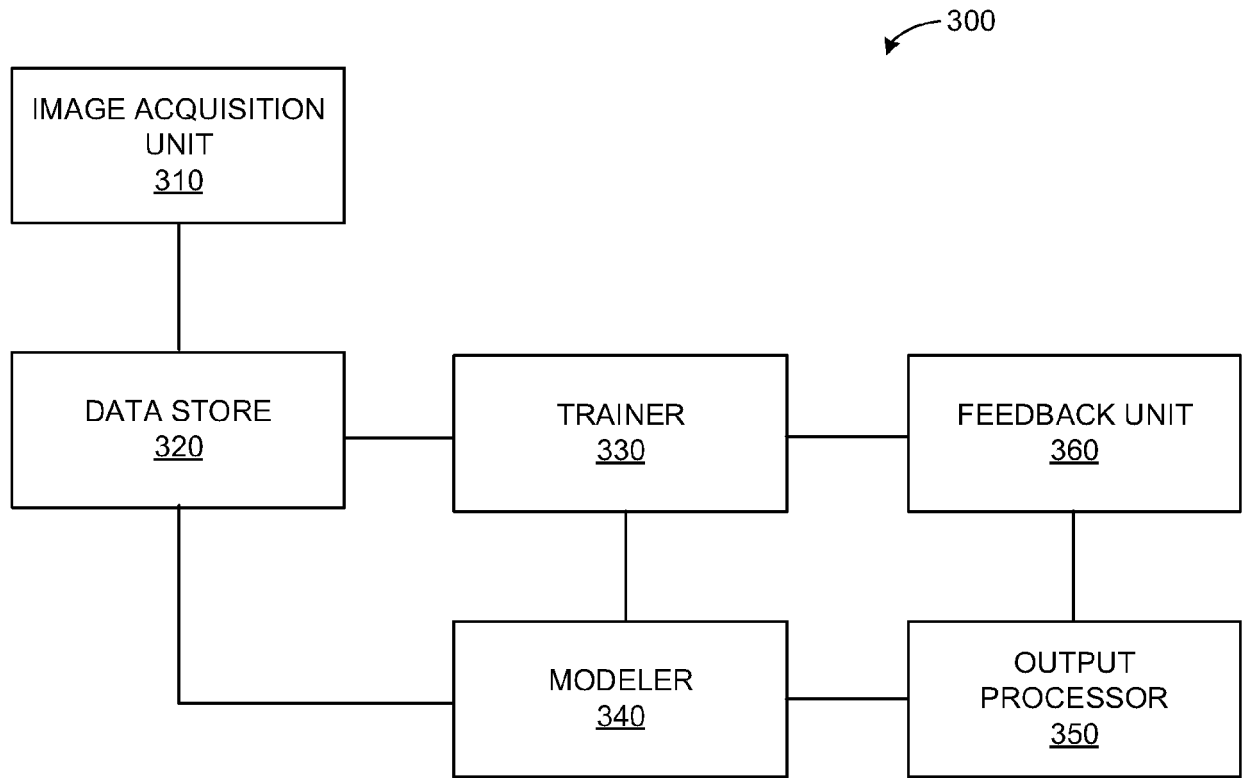 300
IMAGE ACQUISITION
UNIT
310
DATA STORE
320
TRAINER
330
FEEDBACK UNIT
360
MODELER
340
OUTPUT
PROCESSOR
350